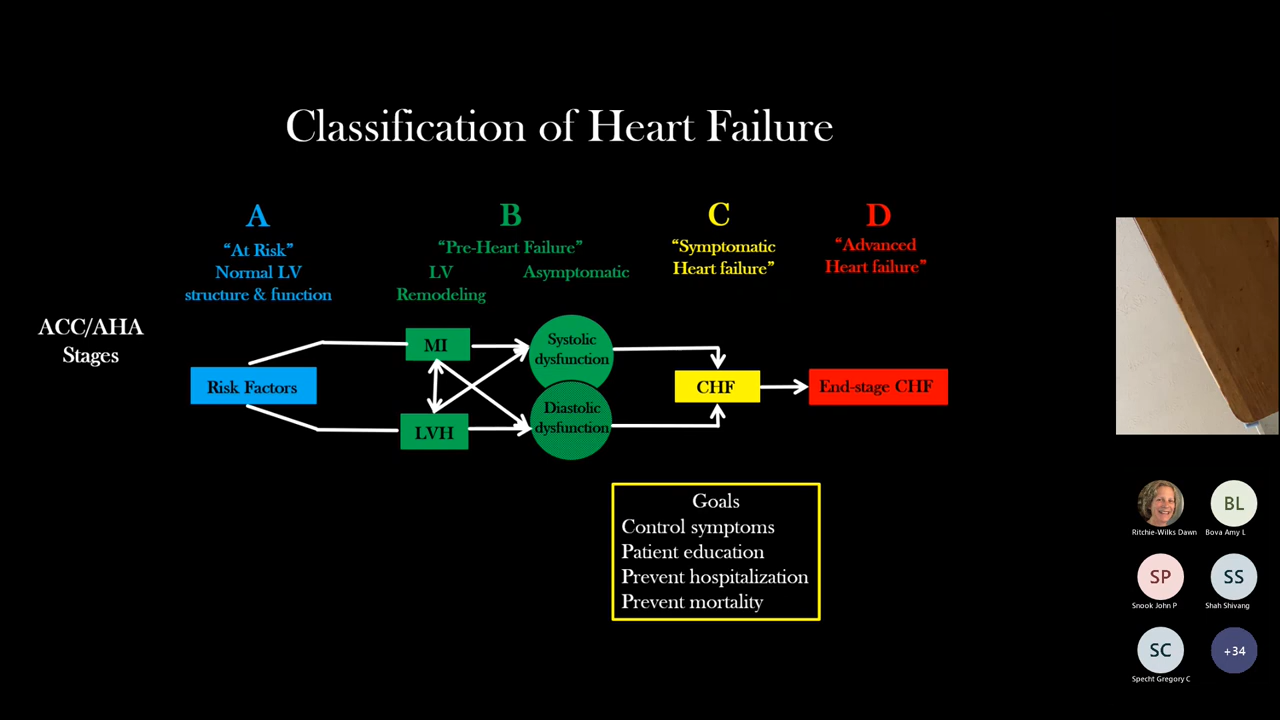 Classification of Heart Failure
A
"At Risk"
Normal LV
structure & function
B
"Pre-Heart Failure"
LV
Remodeling
Asymptomatic
C
"Symptomatic
Heart failure"
D
"Advanced
Heart failure"
ACC/AHA
Stages
Risk Factors
MI
LVH
Systolic
dysfunction
Diastolic
dysfunction
CHF
End-stage CHF
Goals
Control symptoms
Patient education
Prevent hospitalization
Prevent mortality
Ritchie-Wilks Dawn
BL
Bova Amy L
SP
Snook John P
SS
Shah Shivang
SC
Specht Gregory C
+34